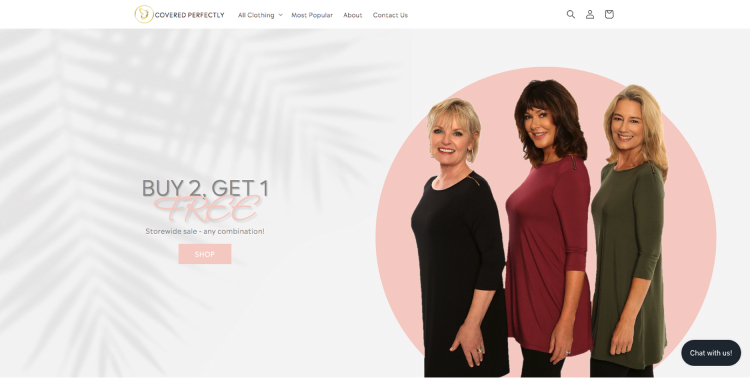 COVERED PERFECTLY
All Clothing
Most Popular
About
Contact Us
BUY 2, GET 1
FREE
Storewide sale - any combination!
SHOP
Chat with us!